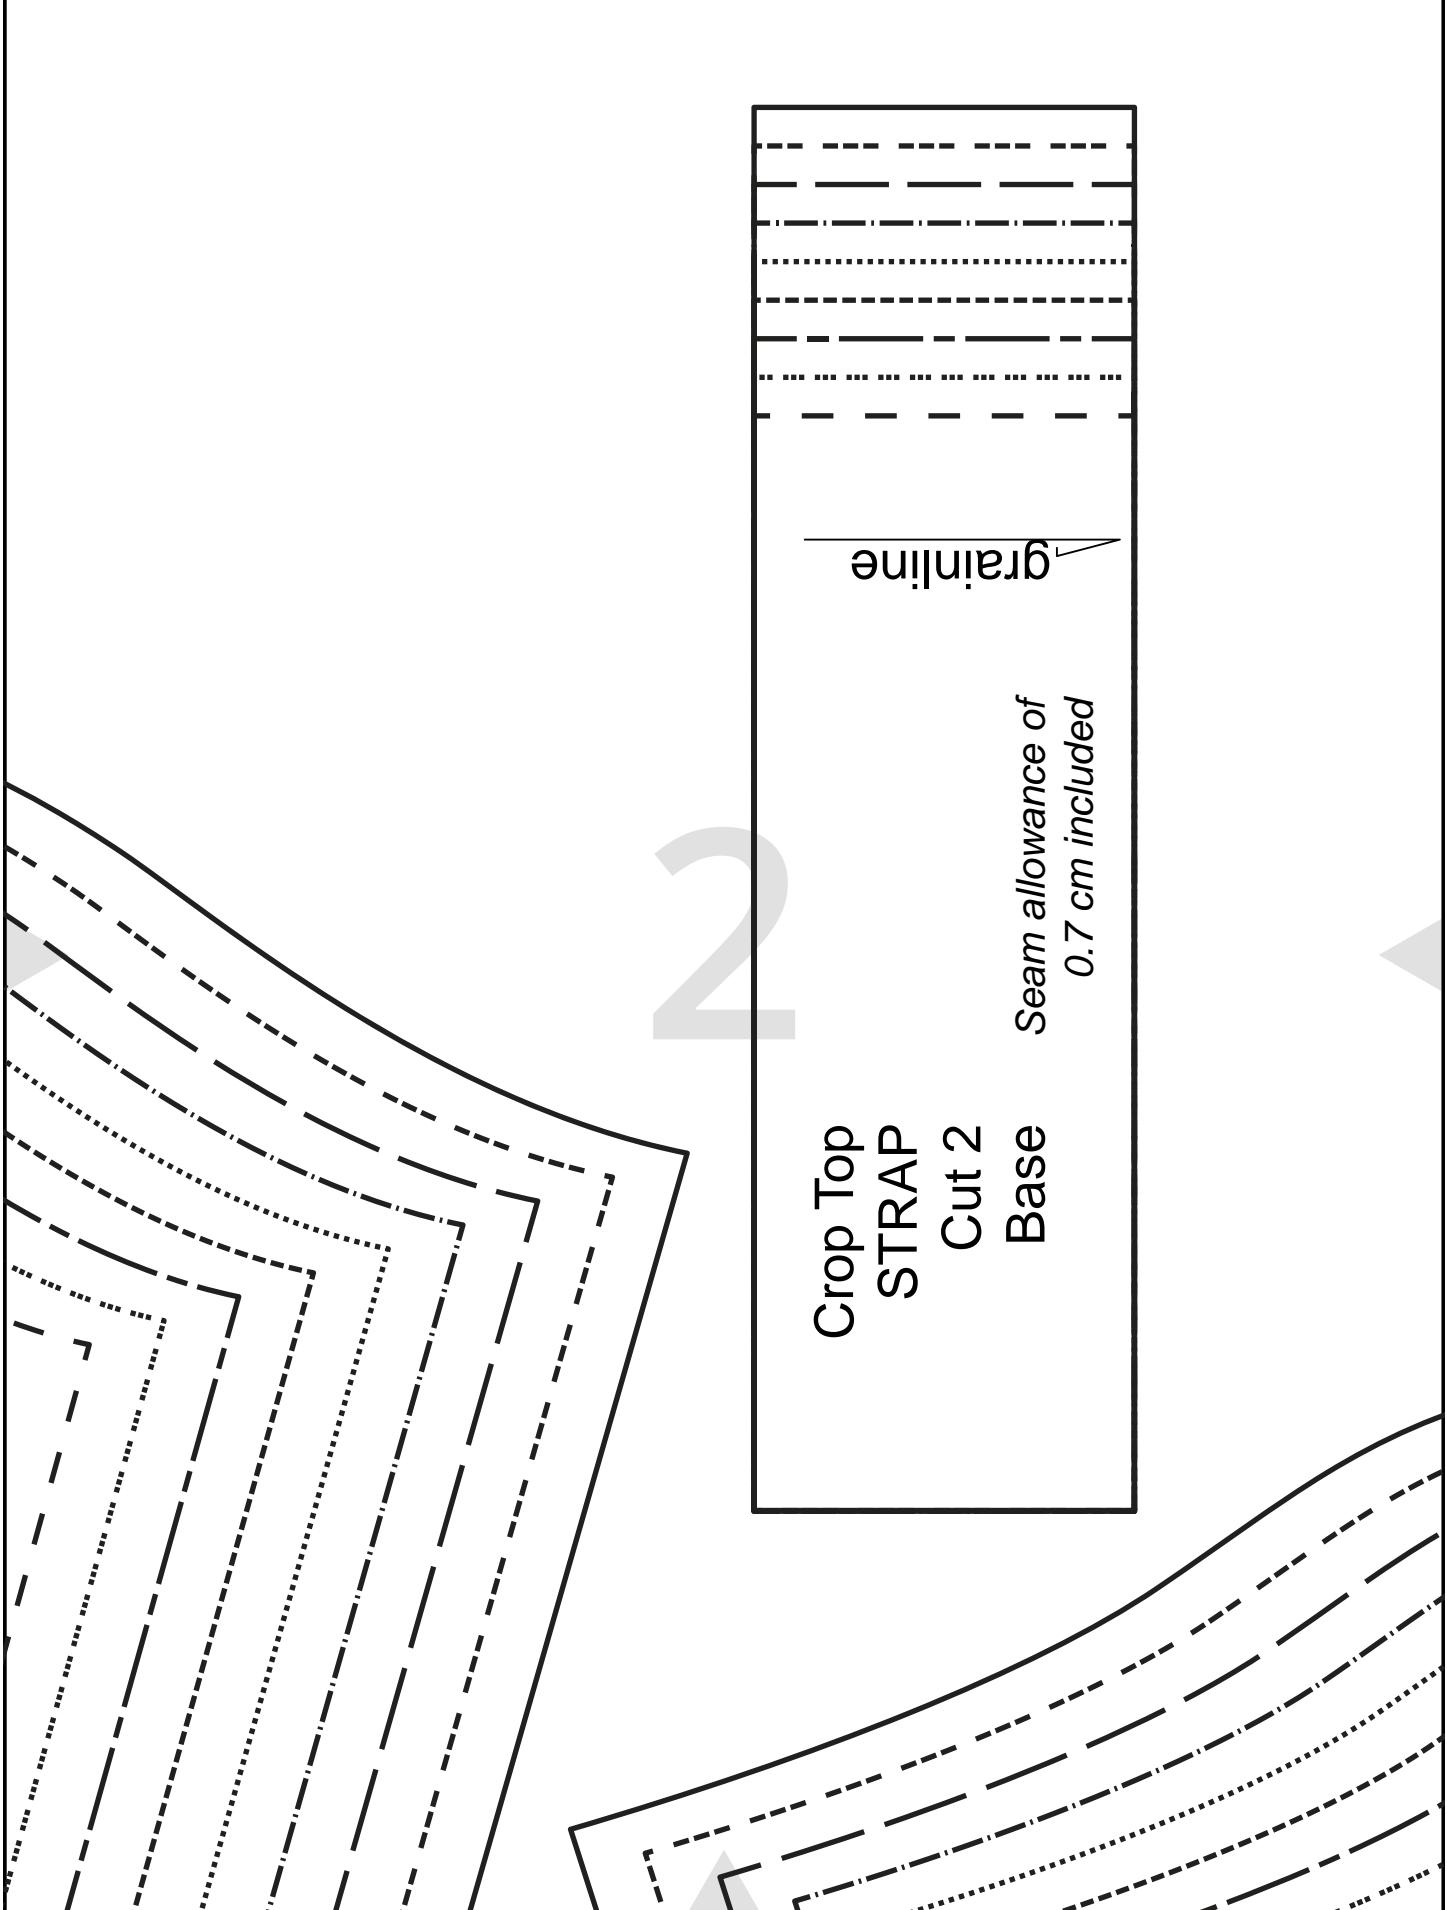 grainline
Seam allowance of
0.7 cm included
2
Crop Top
STRAP
Cut 2
Base